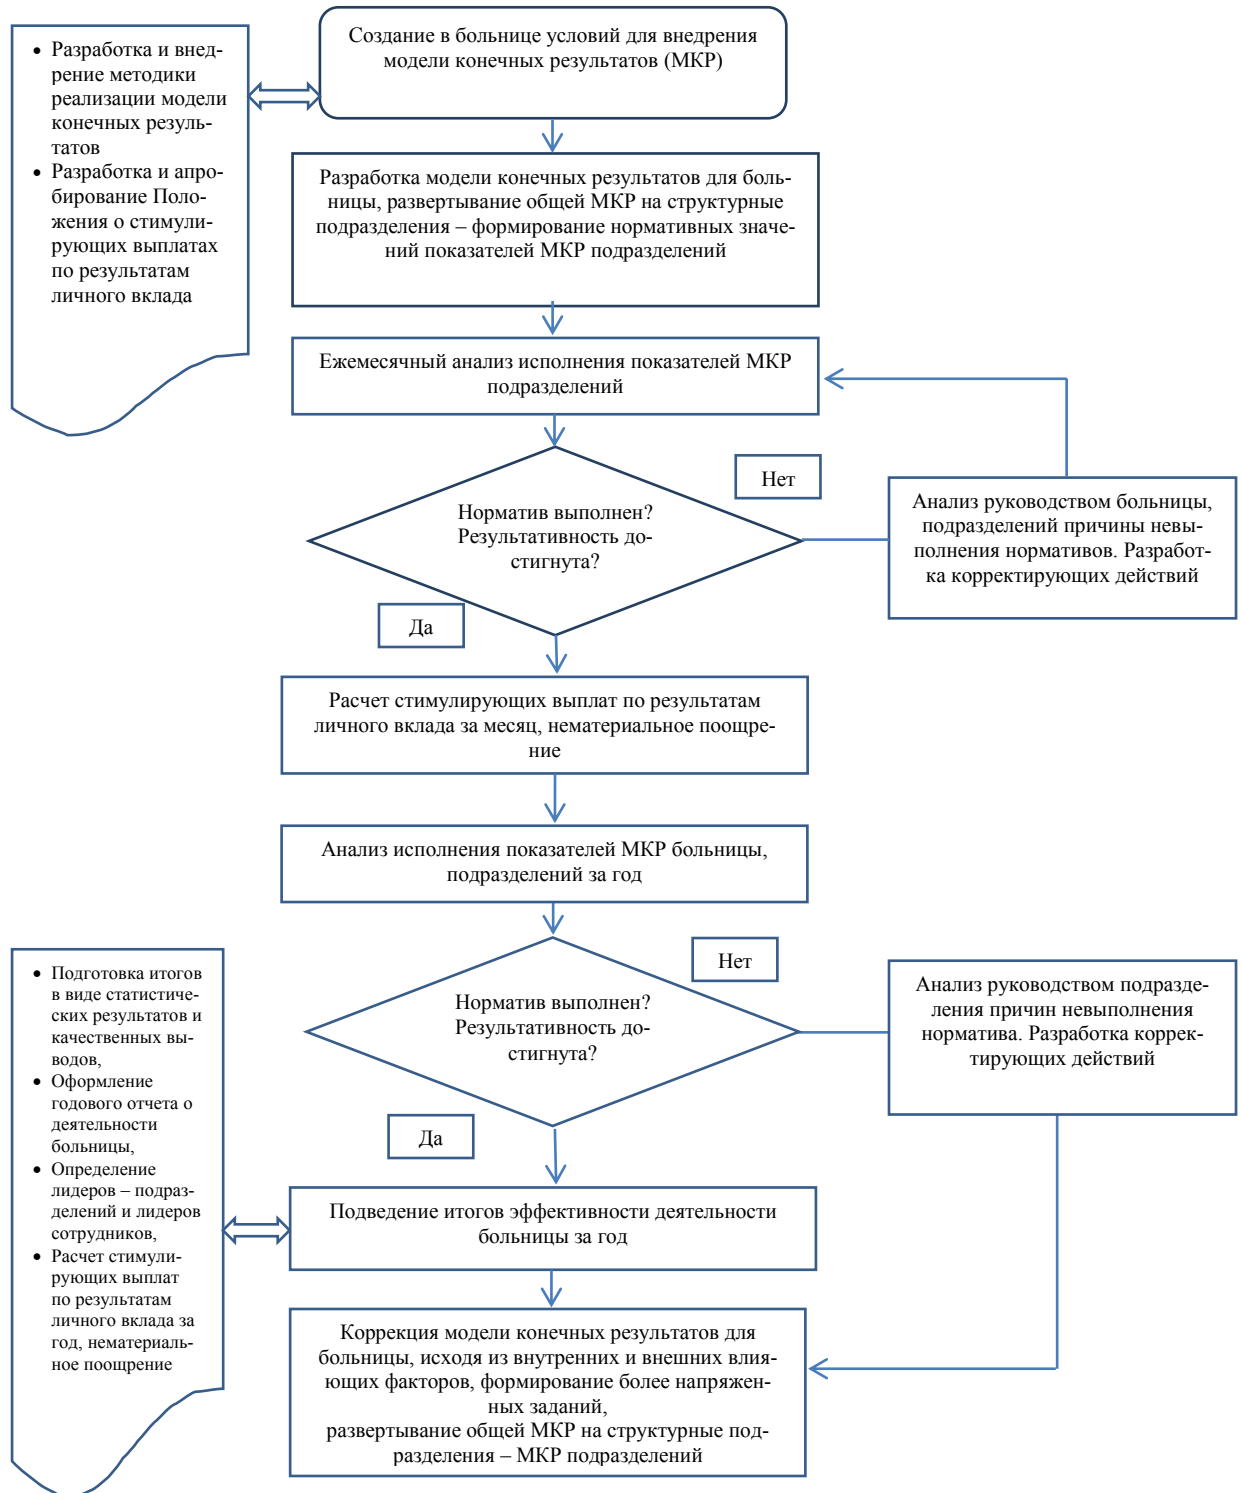 Создание в больнице условий для внедрения
модели конечных результатов (МКР)
• Разработка и внед-
рение методики
реализации модели
конечных резуль-
татов
• Разработка и апро-
бирование Поло-
жения о стимули-
рующих выплатах
по результатам
личного вклада
Разработка модели конечных результатов для боль-
ницы, развертывание общей МКР на структурные
подразделения – формирование нормативных значе-
ний показателей МКР подразделений
Ежемесячный анализ исполнения показателей МКР
подразделений
Норматив выполнен?
Результативность до-
стигнута?
Нет
Анализ руководством больницы,
подразделений причины невы-
полнения нормативов. Разработ-
ка корректирующих действий
Да
Расчет стимулирующих выплат по результатам
личного вклада за месяц, нематериальное поощре-
ние
Анализ исполнения показателей МКР больницы,
подразделений за год
Норматив выполнен?
Результативность до-
стигнута?
Нет
Анализ руководством подразде-
ления причин невыполнения
норматива. Разработка коррек-
тирующих действий
Да
• Подготовка итогов
в виде статистиче-
ских результатов и
качественных вы-
водов,
• Оформление
годового отчета о
деятельности
больницы,
• Определение
лидеров – подраз-
делений и лидеров
сотрудников,
• Расчет стимули-
рующих выплат
по результатам
личного вклада за
год, нематериаль-
ное поощрение
Подведение итогов эффективности деятельности
больницы за год
Коррекция модели конечных результатов для
больницы, исходя из внутренних и внешних влия-
ющих факторов, формирование более напряжен-
ных заданий,
развертывание общей МКР на структурные под-
разделения – МКР подразделений